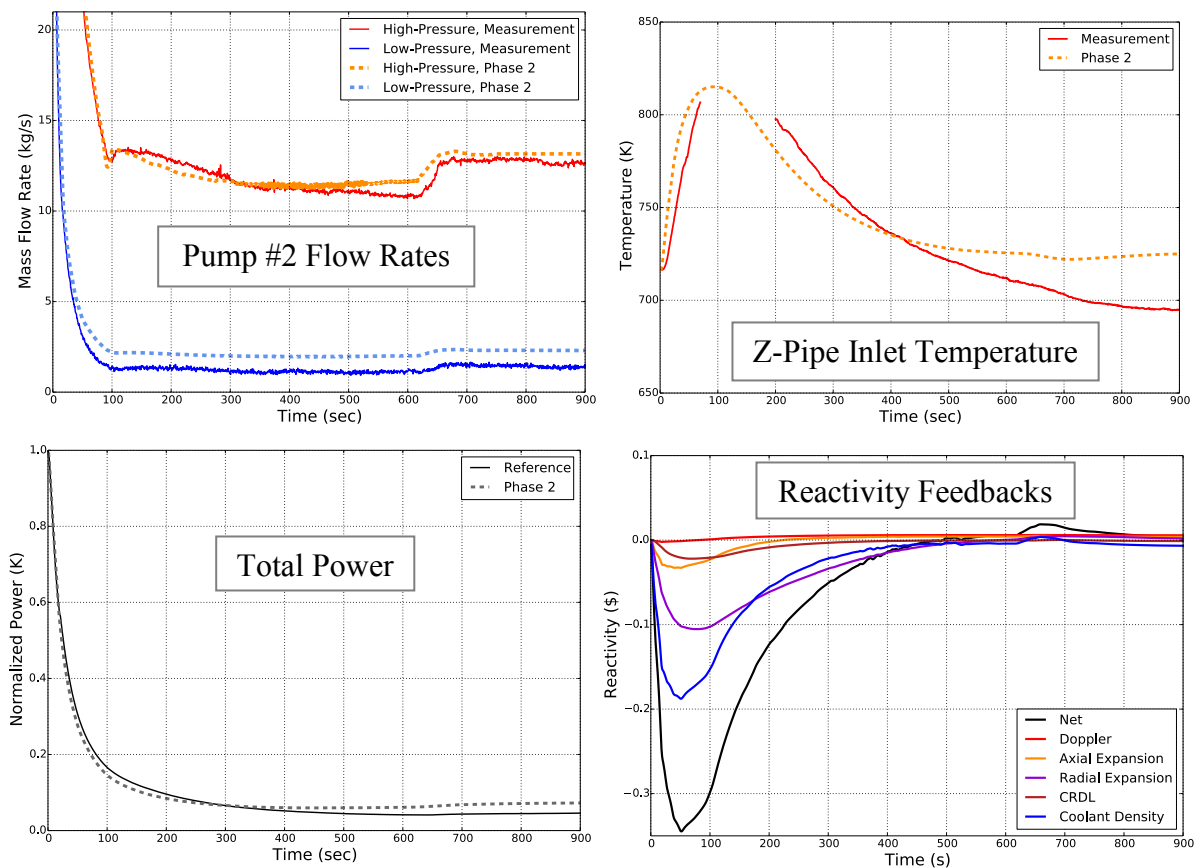 20
15
10
5
0
Mass Flow Rate (kg/s)
High-Pressure, Measurement
Low-Pressure, Measurement
High-Pressure, Phase 2
Low-Pressure, Phase 2
Pump #2 Flow Rates
0 100 200 300 400 500 600 700 800 900
Time (sec)
850
800
750
700
650
Temperature (K)
Measurement
Phase 2
Z-Pipe Inlet Temperature
0 100 200 300 400 500 600 700 800 900
Time (sec)
1.0
0.8
0.6
0.4
0.2
0.0
Normalized Power (K)
Reference
Phase 2
Total Power
0 100 200 300 400 500 600 700 800 900
Time (sec)
0.1
0.0
−0.1
−0.2
−0.3
Reactivity ($)
Reactivity Feedbacks
Net
Doppler
Axial Expansion
Radial Expansion
CRDL
Coolant Density
0 100 200 300 400 500 600 700 800 900
Time (s)